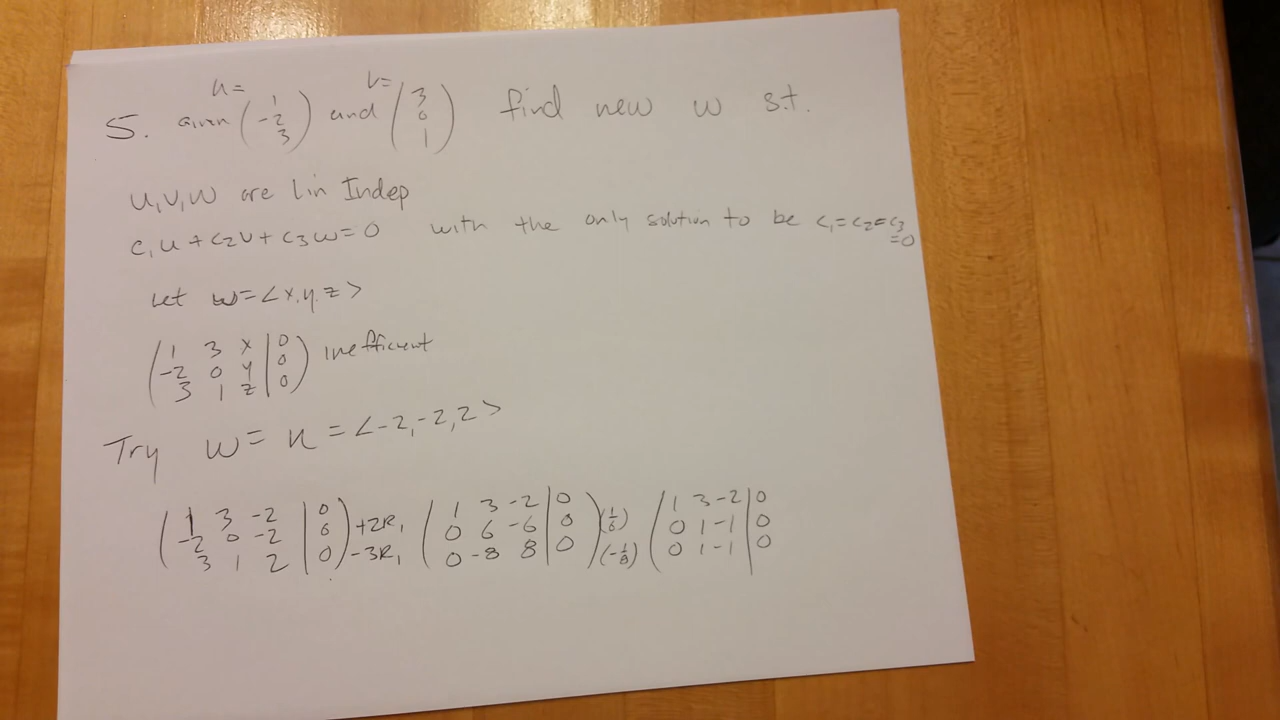 u= v=
5. Given (1 -2 3) and (3 0 1) find new w s.t.
u,v,w are lin Indep
c1u + c2v + c3w = 0 with the only solution to be c1=c2=c3
=0
Let w=<x,y,z>
(1 3 x | 0
-2 0 y | 0
3 1 z | 0) inefficient
Try w = u = <-2,-2,2>
(1 3 -2 | 0 (1 3 -2 | 0 (1 3 -2 | 0
-2 0 -2 | 0) +2R1 0 6 -6 | 0) (1/6) 0 1 -1 | 0
3 1 2 | 0) -3R1 0 -8 8 | 0 (-1/8) 0 1 -1 | 0